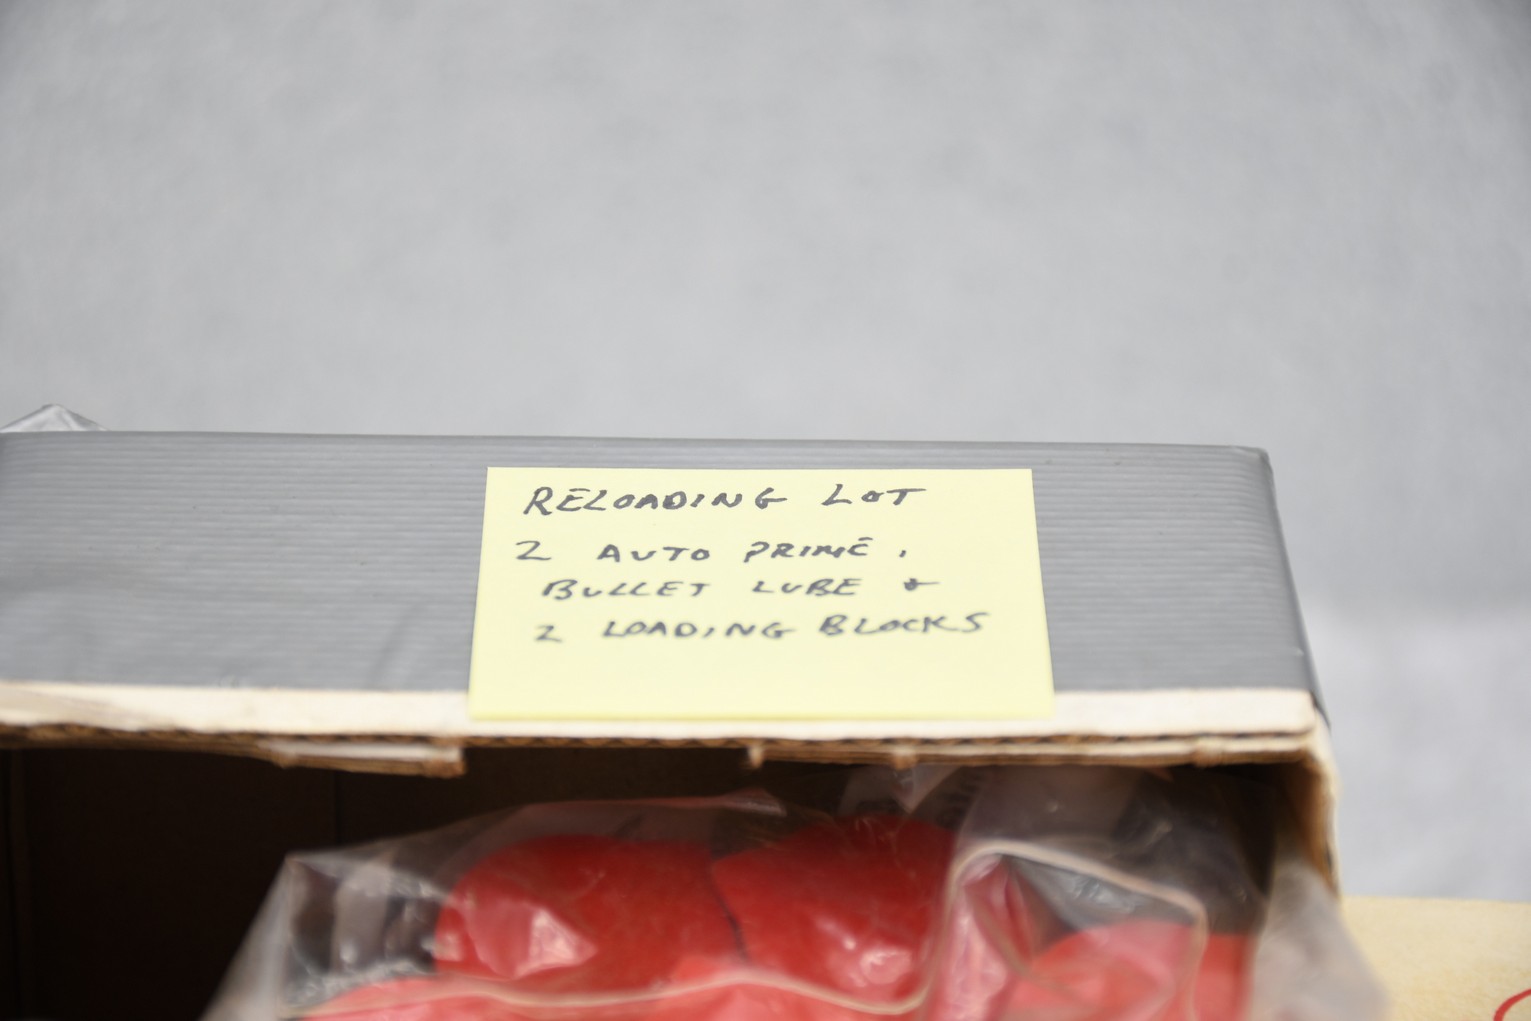 RELOADING LOT
2 AUTO PRIME,
BULLET LUBE +
2 LOADING BLOCKS